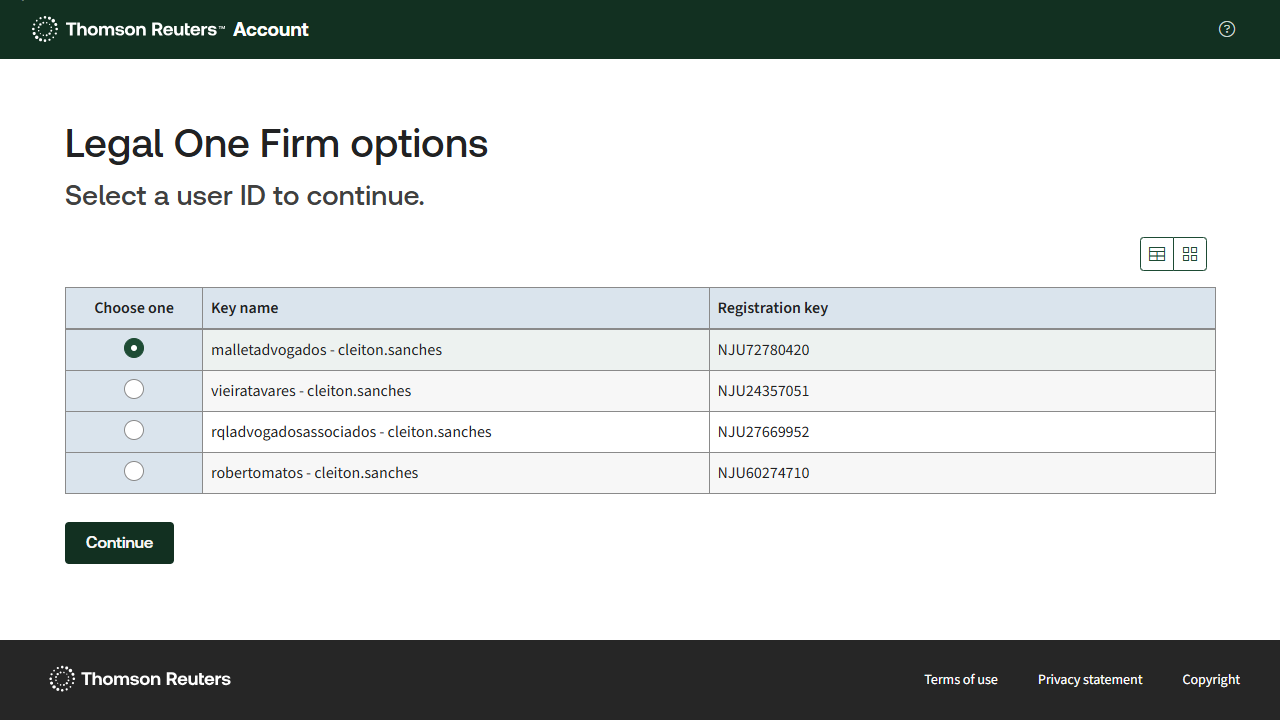 Thomson Reuters™ Account
Legal One Firm options
Select a user ID to continue.
Choose one Key name Registration key
malletadvogados - cleiton.sanches NJU72780420
vieiratavares - cleiton.sanches NJU24357051
rqladvogadosassociados - cleiton.sanches NJU27669952
robertomatos - cleiton.sanches NJU60274710
Continue
Thomson Reuters Terms of use Privacy statement Copyright